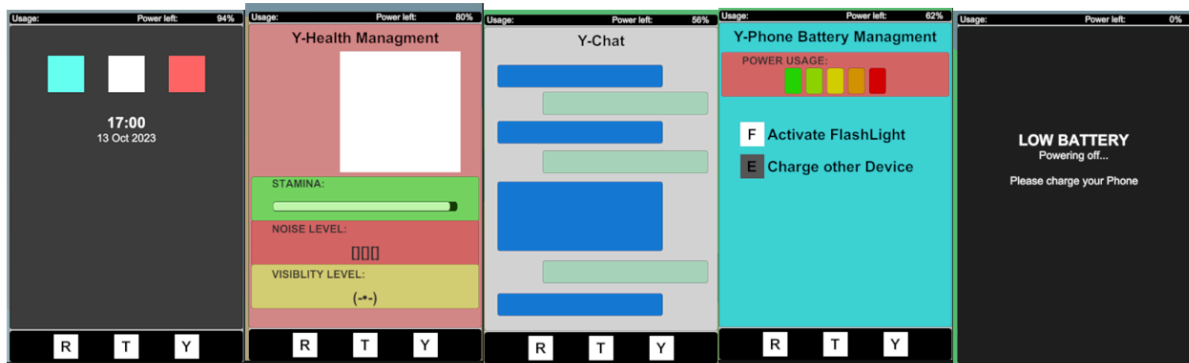 Usage: Power left: 94%
17:00
13 Oct 2023
R T Y
Usage: Power left: 80%
Y-Health Managment
STAMINA:
NOISE LEVEL:
[][][]
VISIBLITY LEVEL:
(-•-)
R T Y
Usage: Power left: 56%
Y-Chat
R T Y
Usage: Power left: 62%
Y-Phone Battery Managment
POWER USAGE:
F Activate FlashLight
E Charge other Device
R T Y
Usage: Power left: 0%
LOW BATTERY
Powering off...
Please charge your Phone